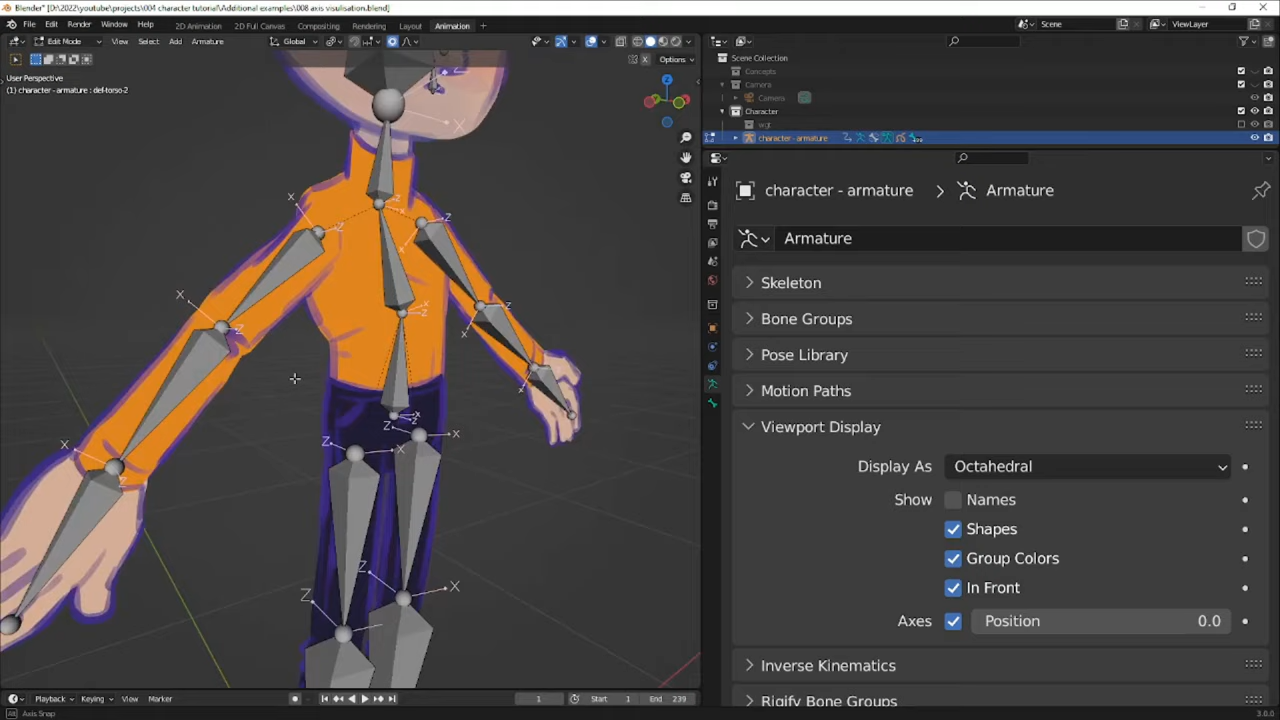 Blender* [D:\2022\youtube\projects\004 character tutorial\Additional examples\008 axis visulisation.blend]
File Edit Render Window Help 2D Animation 2D Full Canvas Compositing Rendering Layout Animation Scene ViewLayer
Edit Mode View Select Add Armature Global
Options
User Perspective
(1) character - armature : def-torso-2
Scene Collection
Concepts
Camera
Camera
Character
wgt
character - armature
character - armature > Armature
Armature
Skeleton
Bone Groups
Pose Library
Motion Paths
Viewport Display
Display As Octahedral
Show Names
Shapes
Group Colors
In Front
Axes Position 0.0
Inverse Kinematics
Rigify Bone Groups
Playback Keying View Marker 1 Start 1 End 239
Axis Snap 3.0.0